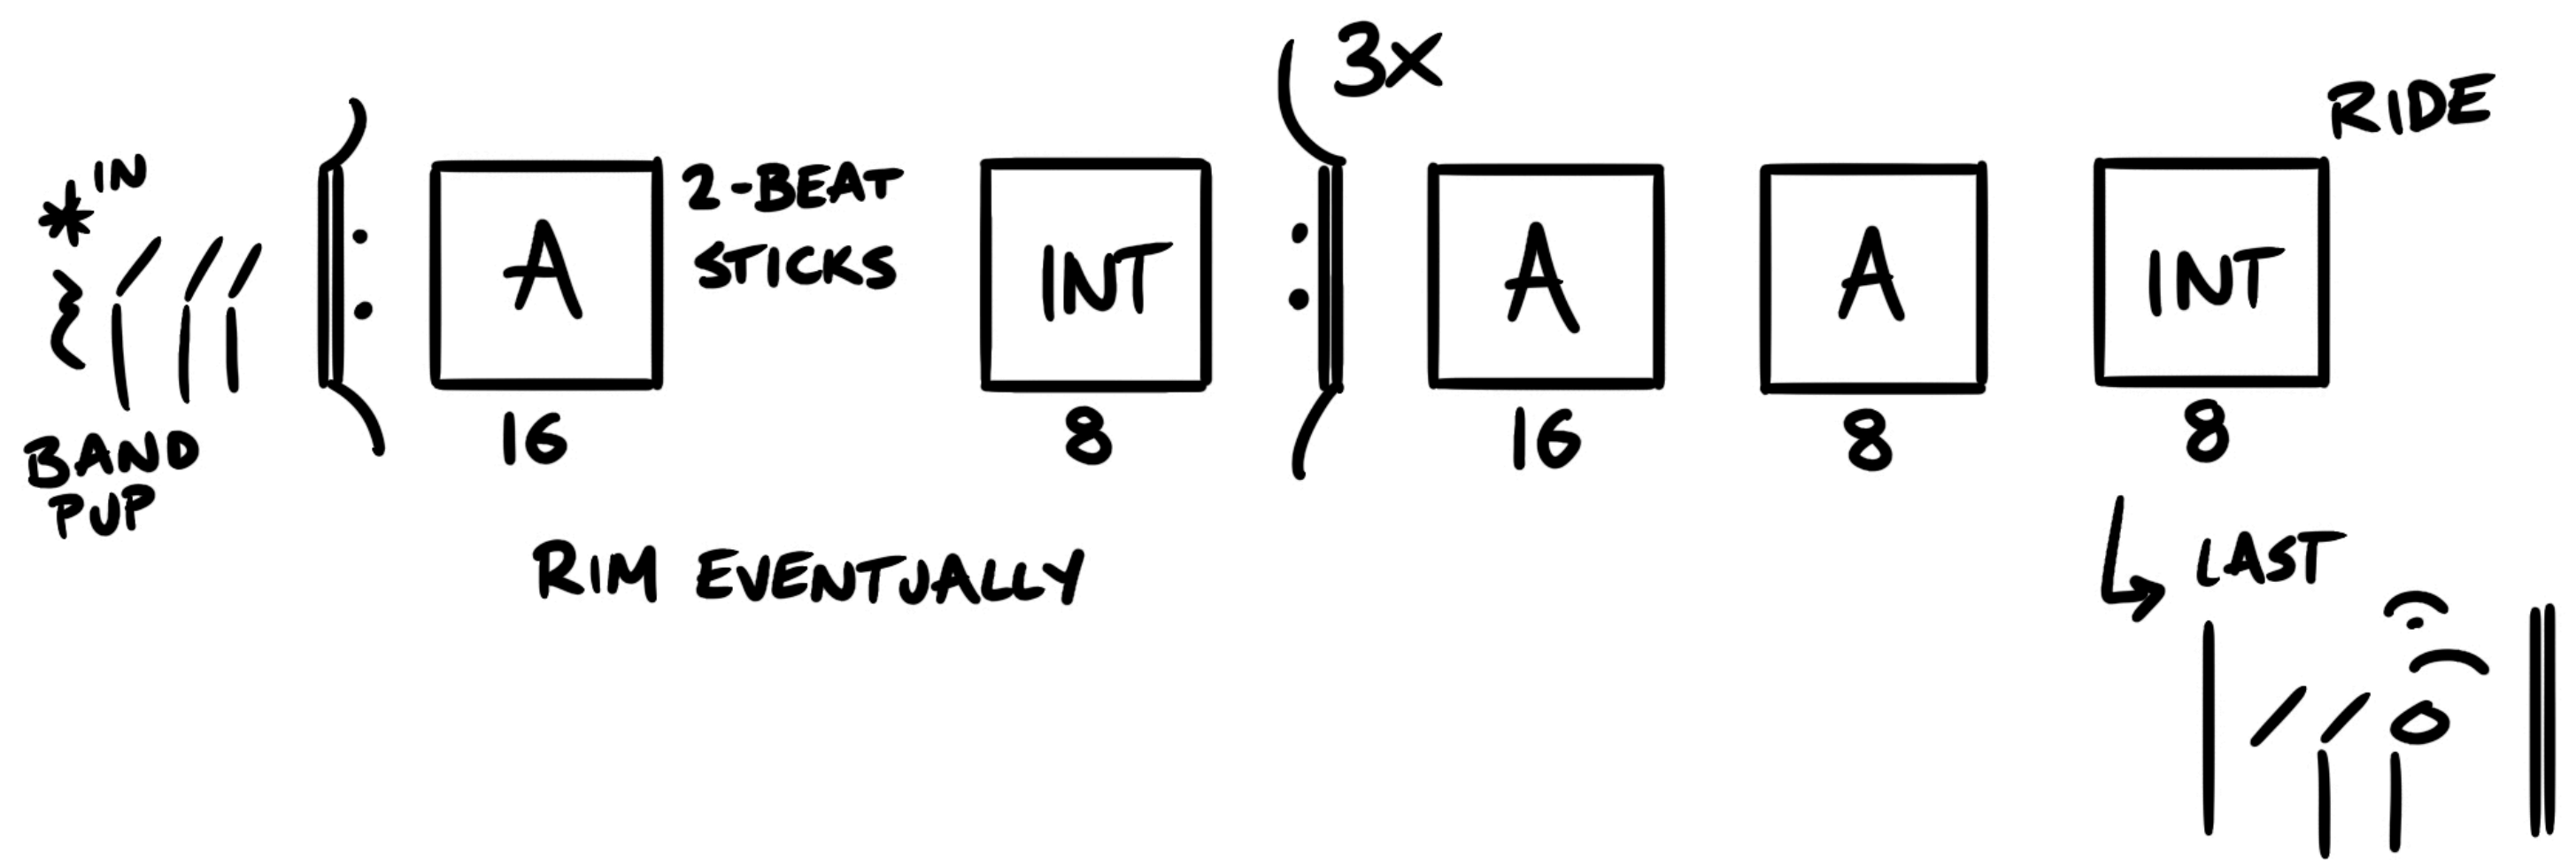 IN
BAND
PUP
A
16
2-BEAT
STICKS
INT
8
3x
A
16
A
8
RIDE
INT
8
RIM EVENTUALLY
LAST